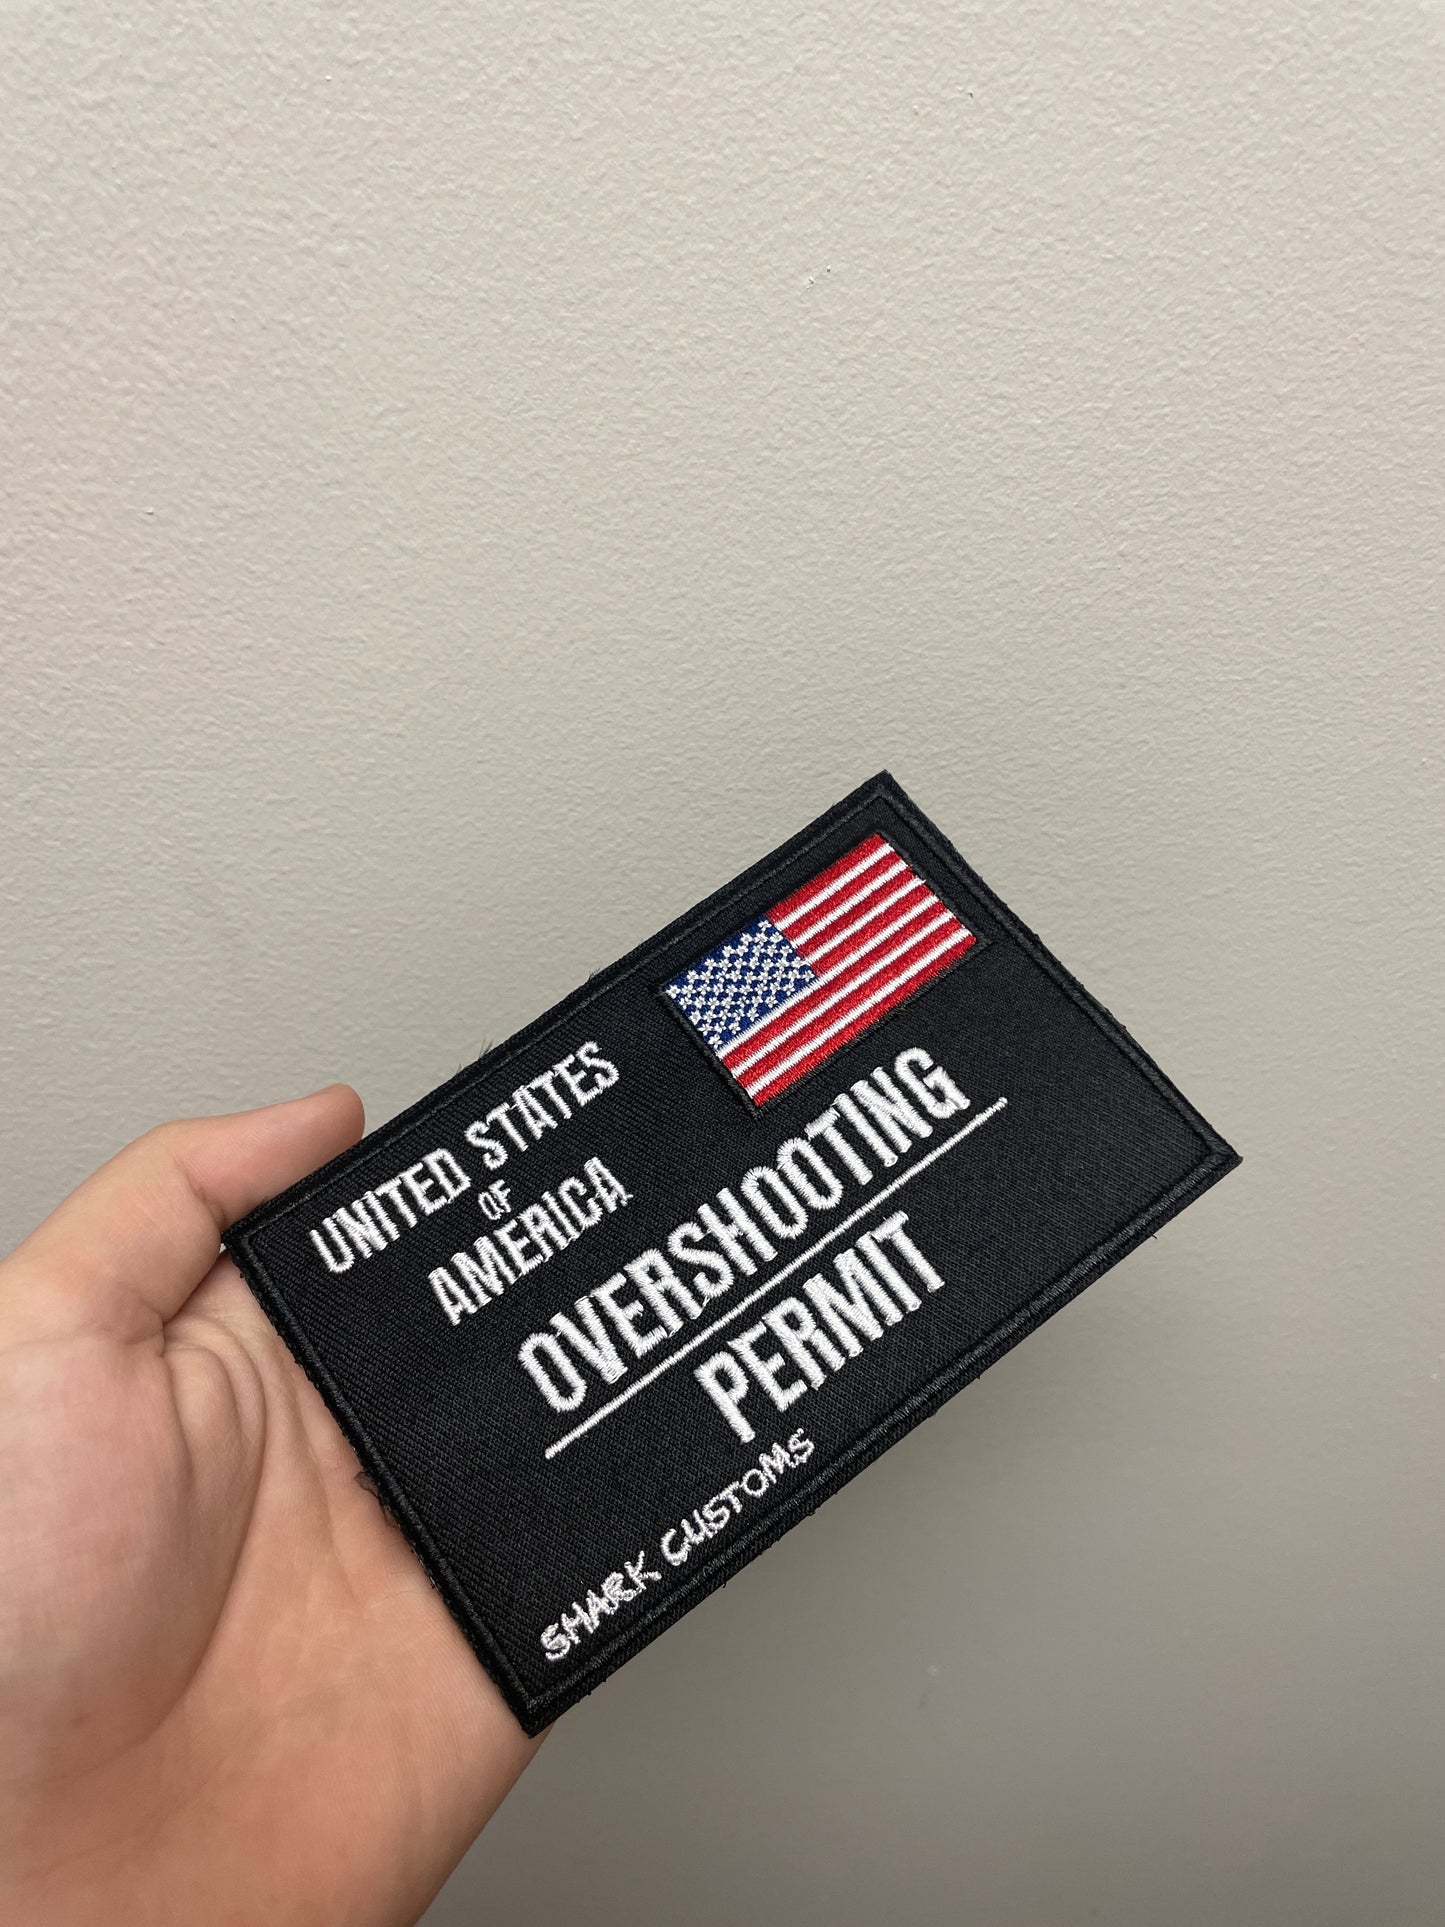 UNITED STATES
OF
AMERICA
OVERSHOOTING
PERMIT
SHARK CUSTOMS